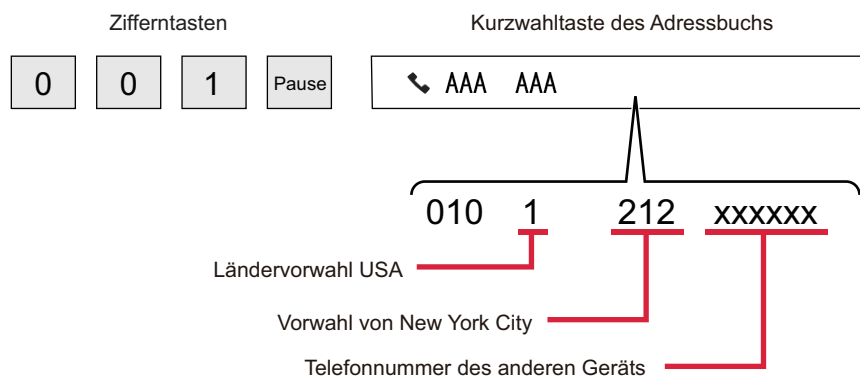 Zifferntasten Kurzwahltaste des Adressbuchs
0 0 1 Pause AAA AAA
010 1 212 xxxxxx
Ländervorwahl USA
Vorwahl von New York City
Telefonnummer des anderen Geräts